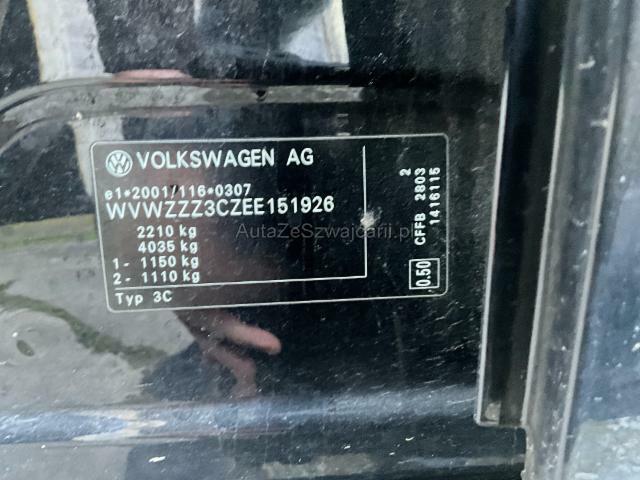 VOLKSWAGEN AG
e1*2001/116*0307
WVWZZZ3CZEE151926
2210 kg
4035 kg
1 - 1150 kg
2 - 1110 kg
Typ 3C
2
CFFB 2803
1416115
0.50
AutaZeSzwajcarii.pl